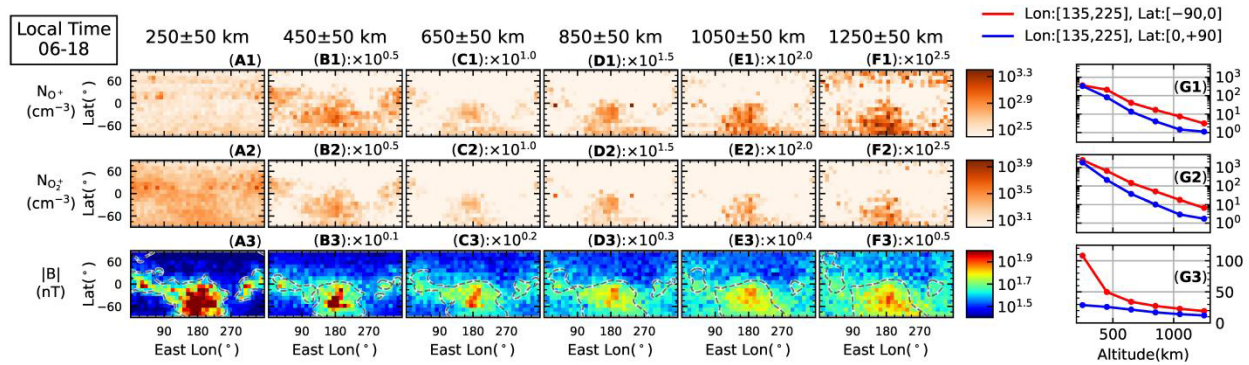 Local Time
06-18
250±50 km
450±50 km
650±50 km
850±50 km
1050±50 km
1250±50 km
Lon:[135,225], Lat:[−90,0]
Lon:[135,225], Lat:[0,+90]
(A1)
(B1):×10^0.5
(C1):×10^1.0
(D1):×10^1.5
(E1):×10^2.0
(F1):×10^2.5
N_O+
(cm−3)
Lat(°)
60
0
−60
10^3.3
10^2.9
10^2.5
(G1)
10^3
10^2
10^1
10^0
(A2)
(B2):×10^0.5
(C2):×10^1.0
(D2):×10^1.5
(E2):×10^2.0
(F2):×10^2.5
N_O2+
(cm−3)
Lat(°)
60
0
−60
10^3.9
10^3.5
10^3.1
(G2)
10^3
10^2
10^1
10^0
(A3)
(B3):×10^0.1
(C3):×10^0.2
(D3):×10^0.3
(E3):×10^0.4
(F3):×10^0.5
|B|
(nT)
Lat(°)
60
0
−60
10^1.9
10^1.7
10^1.5
(G3)
100
50
0
90 180 270
90 180 270
90 180 270
90 180 270
90 180 270
90 180 270
500 1000
East Lon(°)
East Lon(°)
East Lon(°)
East Lon(°)
East Lon(°)
East Lon(°)
Altitude(km)